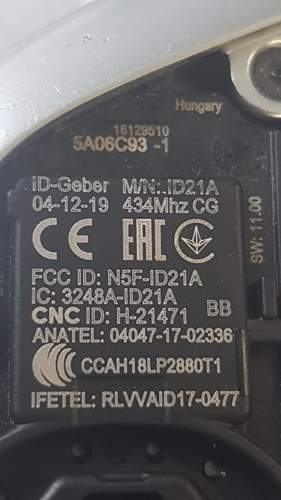 Hungary
16129510
5A06C93 -1
iD-Geber M/N: ID21A
04-12-19 434Mhz CG
CE EAC
SW: 11.00
FCC ID: N5F-ID21A
IC: 3248A-ID21A
CNC ID: H-21471 BB
ANATEL: 04047-17-02336
CCC CCAH18LP2880T1
IFETEL: RLVVAID17-0477